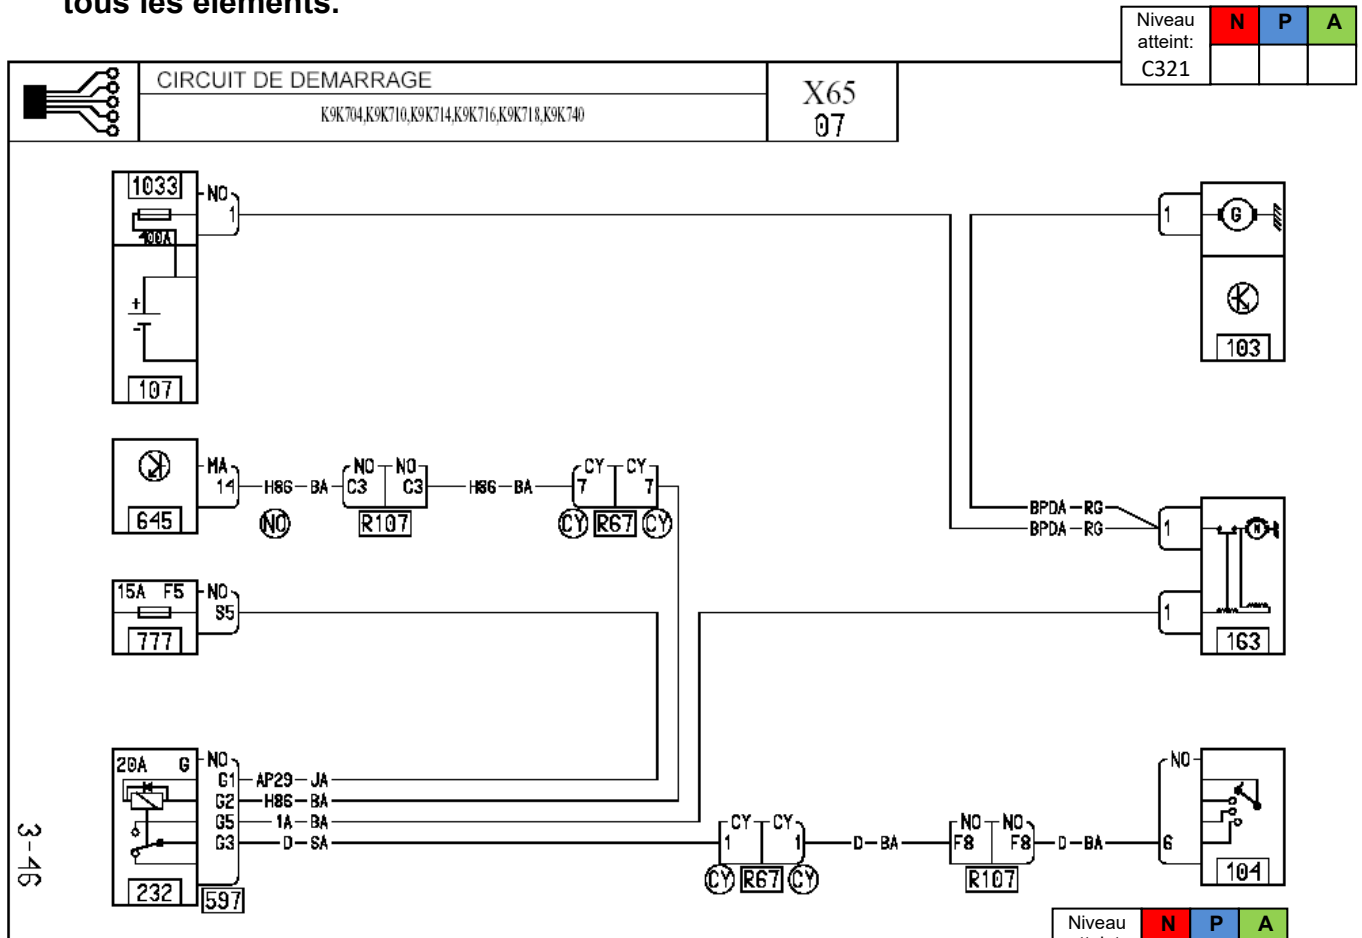 tous les éléments.
Niveau atteint: C321
N P A
CIRCUIT DE DEMARRAGE
K9K704,K9K710,K9K714,K9K716,K9K718,K9K740
X65
07
1033
NO
1
400A
+
-
107
1
G
103
645
MA
14
H86-BA
NO
NO NO
C3 C3
R107
H86-BA
CY CY
7 7
CY R67 CY
BPDA-RG
BPDA-RG
1
M
1
163
15A F5
NO
S5
777
20A G
NO
G1 AP29-JA
G2 H86-BA
G5 1A-BA
G3 D-SA
232
597
CY CY
1 1
CY R67 CY
D-BA
NO NO
F8 F8
R107
D-BA
NO
6
104
3-46
Niveau
N P A